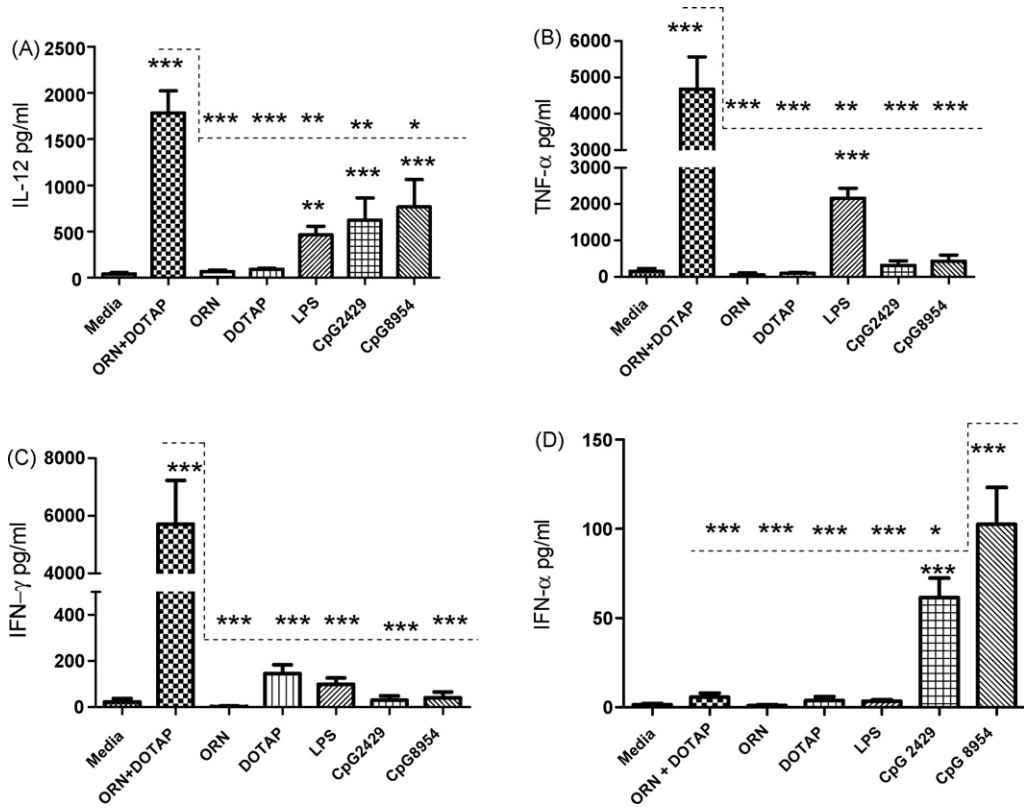 (A)
IL-12 pg/ml
2500
2000
1500
1000
500
0
***
*** *** ** ** *
** *** ***
Media
ORN+DOTAP
ORN
DOTAP
LPS
CpG2429
CpG8954
(B)
TNF-α pg/ml
6000
5000
4000
3000
3000
2000
1000
0
***
*** *** ** *** ***
***
Media
ORN+DOTAP
ORN
DOTAP
LPS
CpG2429
CpG8954
(C)
IFN–γ pg/ml
8000
6000
4000
400
200
0
***
*** *** *** *** ***
Media
ORN+DOTAP
ORN
DOTAP
LPS
CpG2429
CpG8954
(D)
IFN-α pg/ml
150
100
50
0
***
*** *** *** *** *
***
Media
ORN + DOTAP
ORN
DOTAP
LPS
CpG 2429
CpG 8954